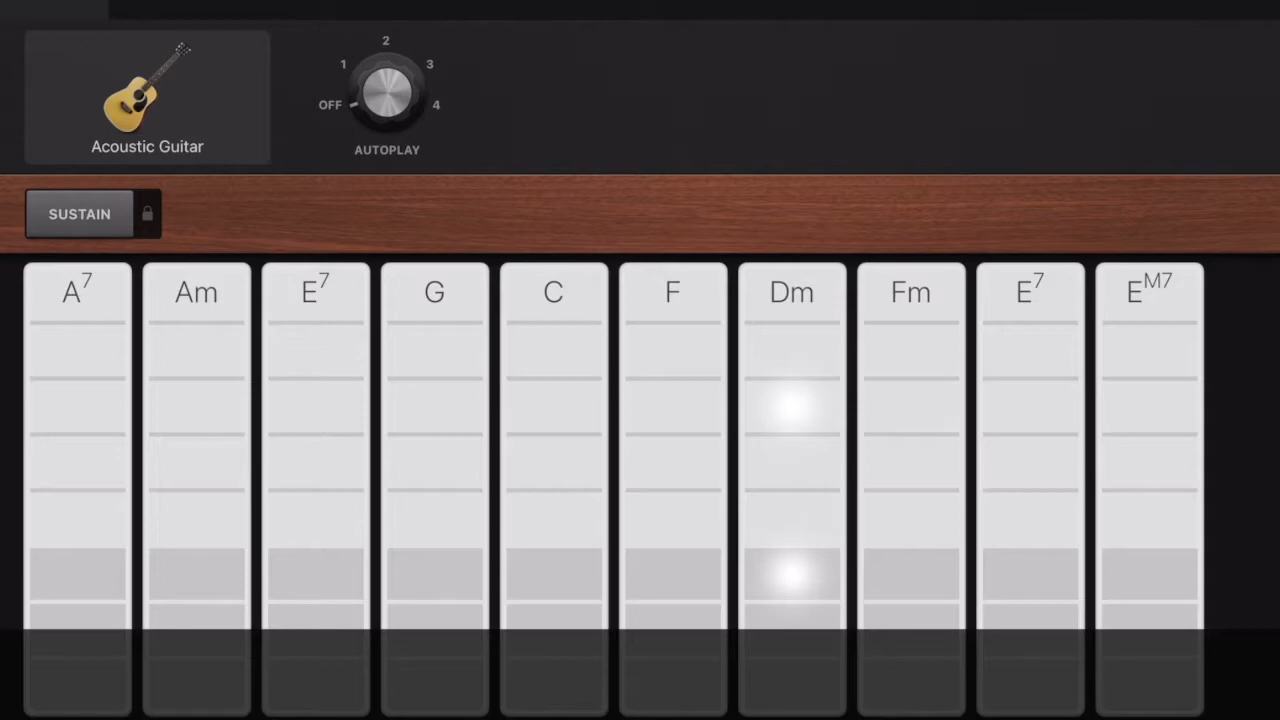 2
1
3
OFF
4
Acoustic Guitar
AUTOPLAY
SUSTAIN
A7 Am E7 G C F Dm Fm E7 EM7